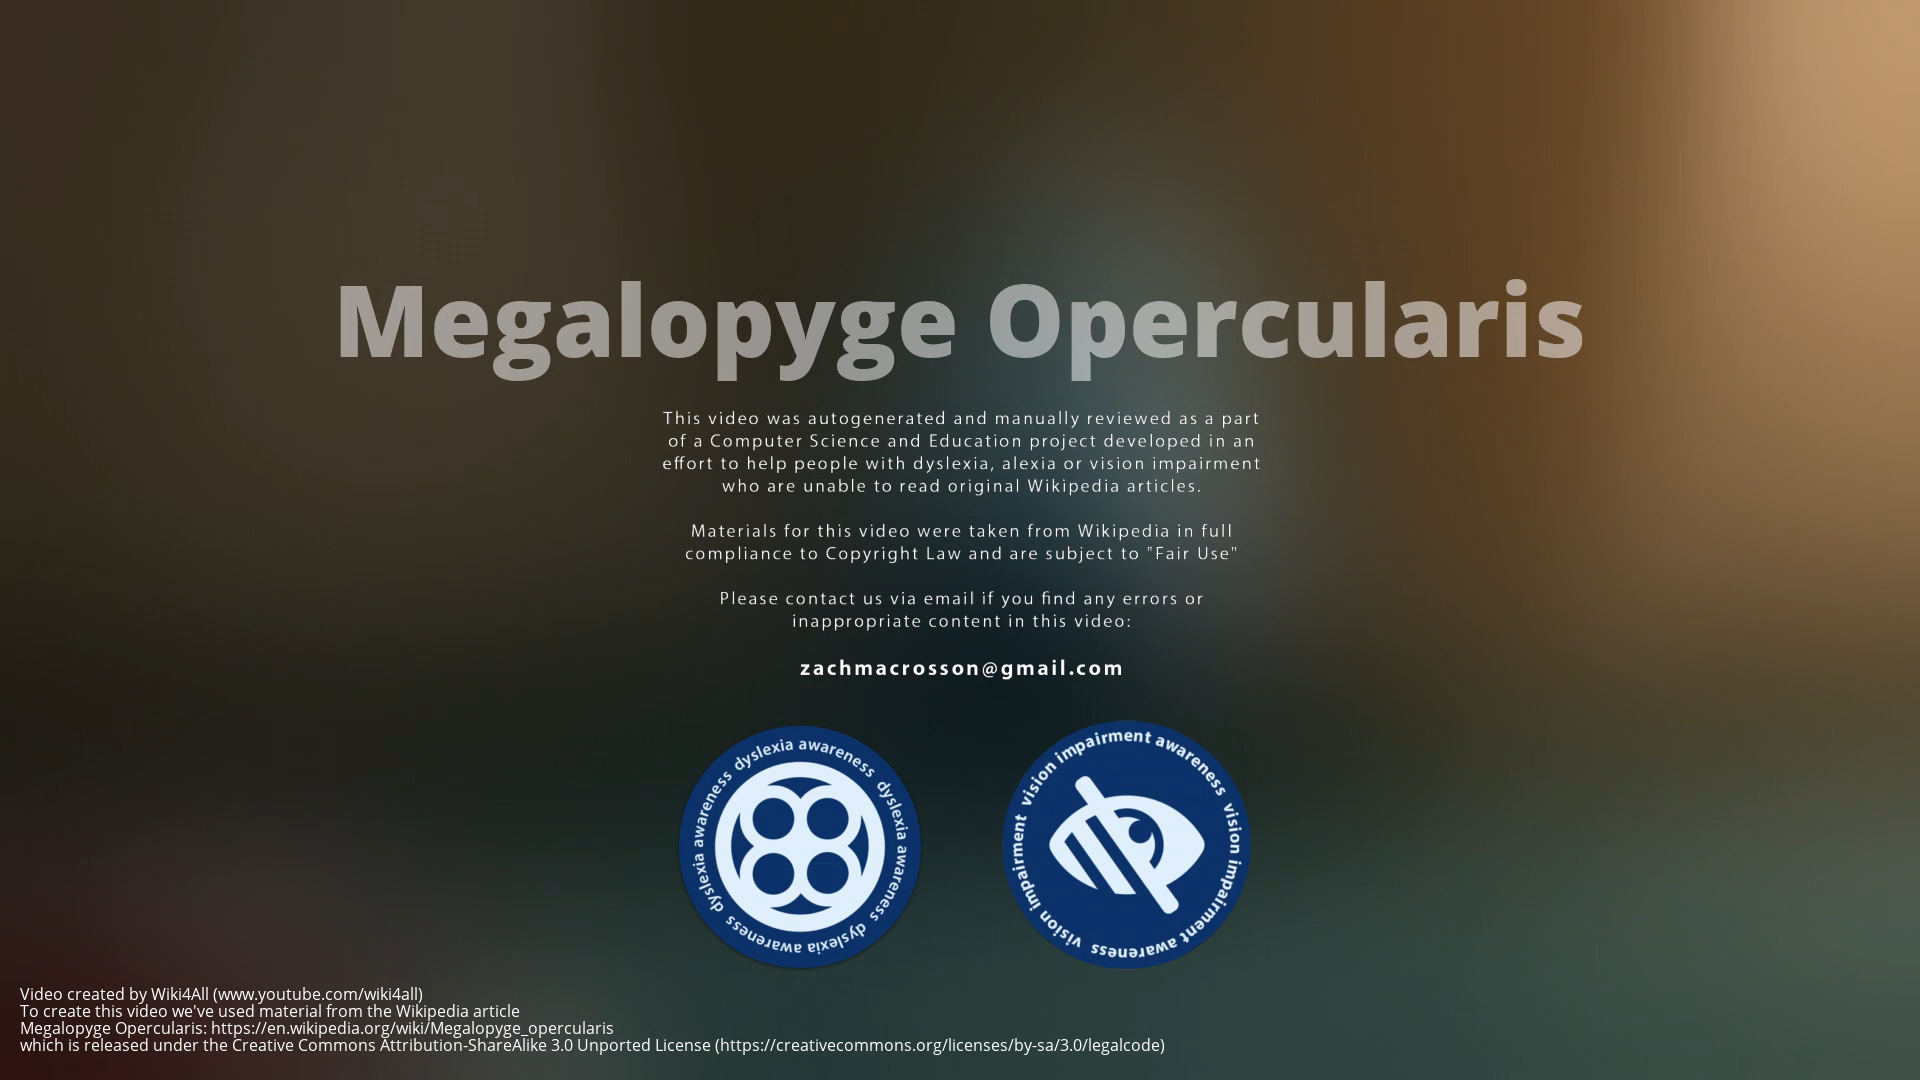 Megalopyge Opercularis
This video was autogenerated and manually reviewed as a part
of a Computer Science and Education project developed in an
effort to help people with dyslexia, alexia or vision impairment
who are unable to read original Wikipedia articles.
Materials for this video were taken from Wikipedia in full
compliance to Copyright Law and are subject to "Fair Use"
Please contact us via email if you find any errors or
inappropriate content in this video:
zachmacrosson@gmail.com
dyslexia awareness dyslexia awareness dyslexia awareness dyslexia awareness
vision impairment awareness vision impairment awareness vision impairment
Video created by Wiki4All (www.youtube.com/wiki4all)
To create this video we've used material from the Wikipedia article
Megalopyge Opercularis: https://en.wikipedia.org/wiki/Megalopyge_opercularis
which is released under the Creative Commons Attribution-ShareAlike 3.0 Unported License (https://creativecommons.org/licenses/by-sa/3.0/legalcode)